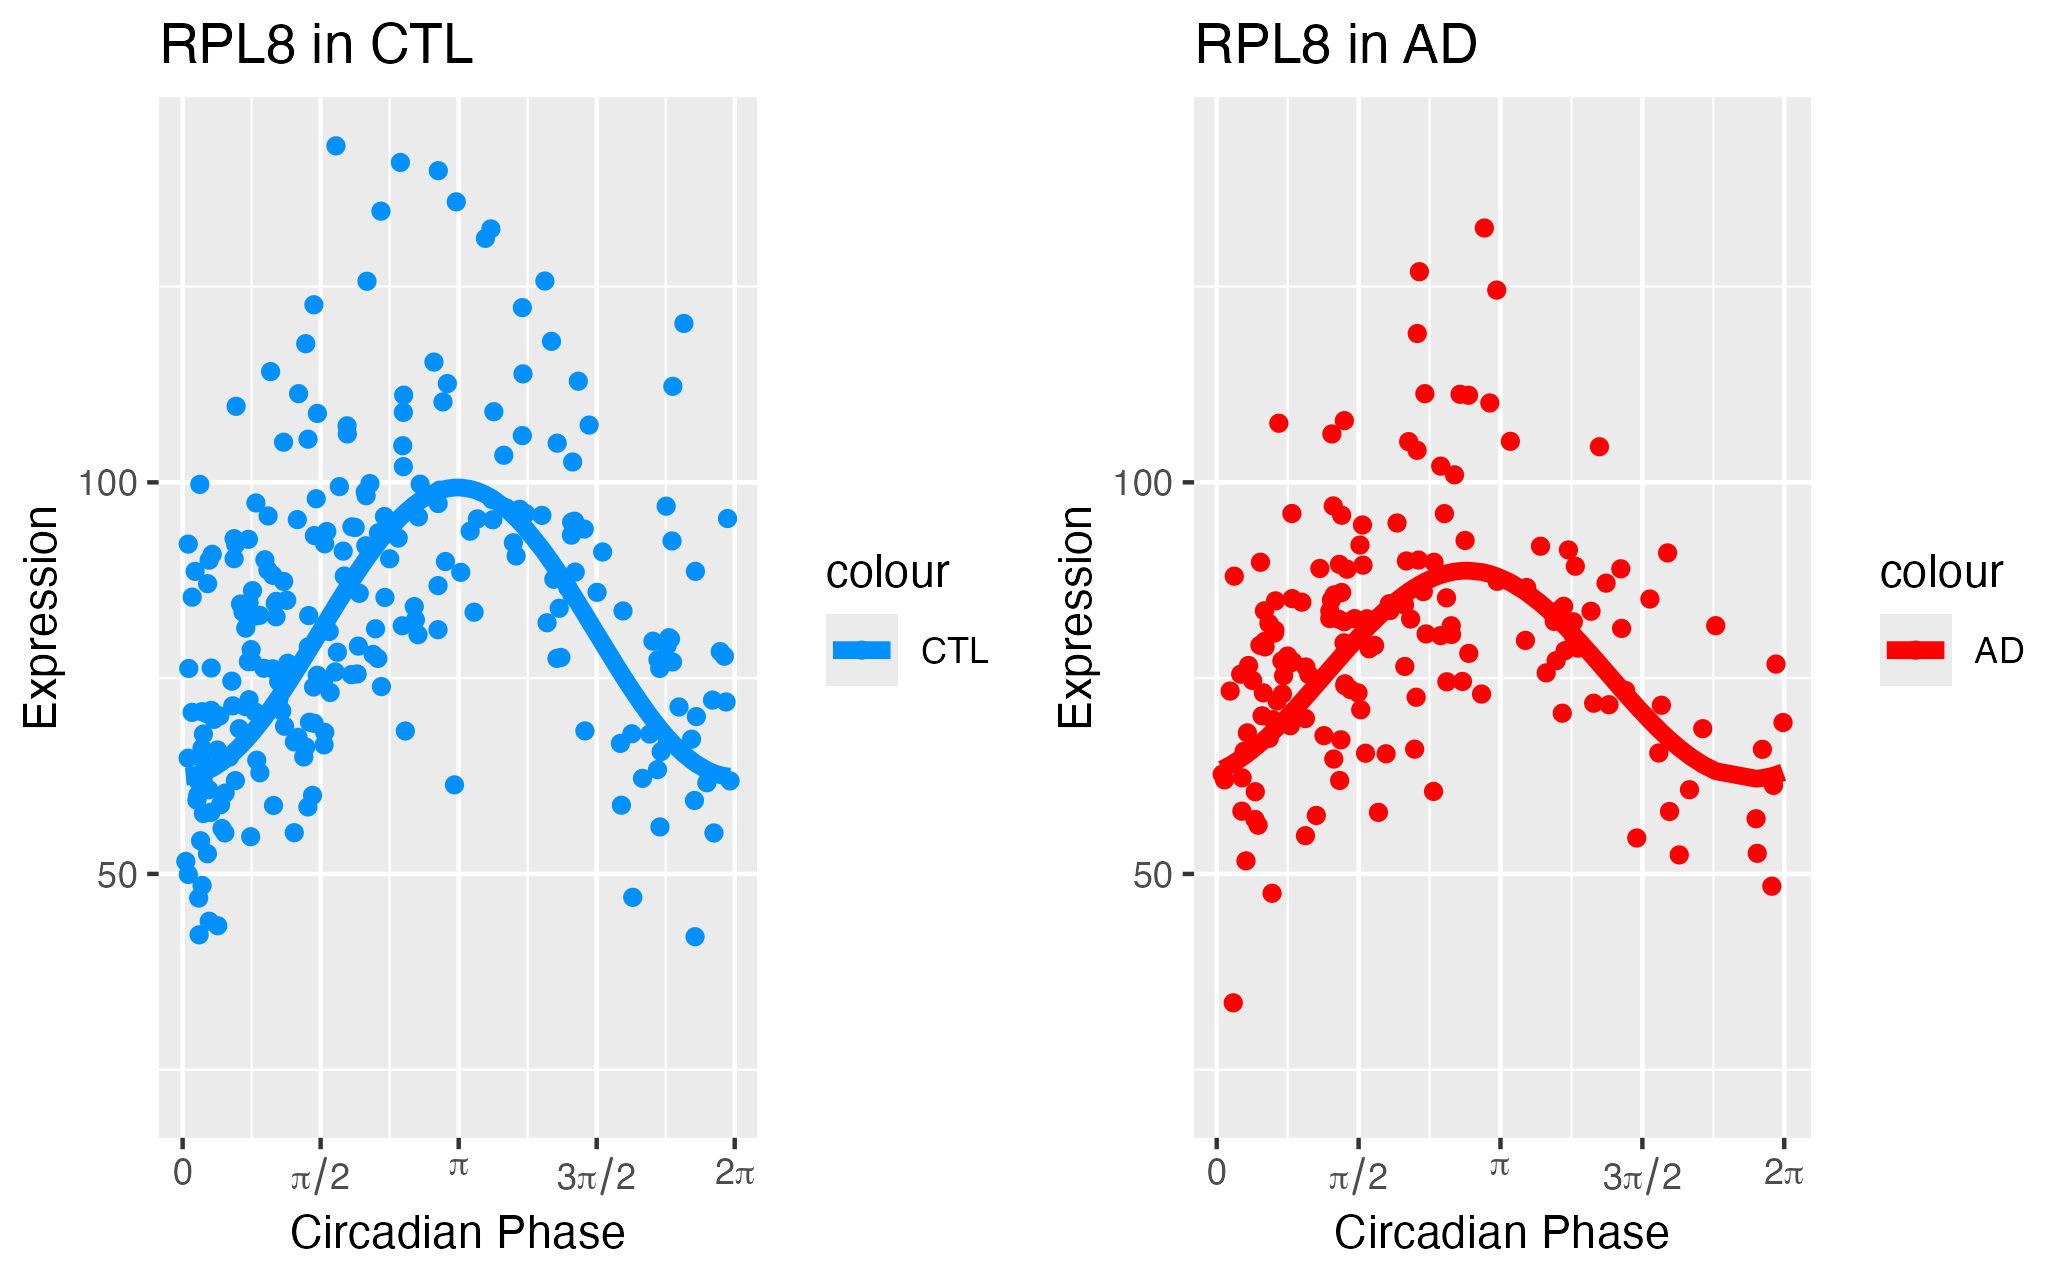 RPL8 in CTL
Expression
100
50
0
π/2
π
3π/2
2π
Circadian Phase
colour
CTL
RPL8 in AD
Expression
100
50
0
π/2
π
3π/2
2π
Circadian Phase
colour
AD